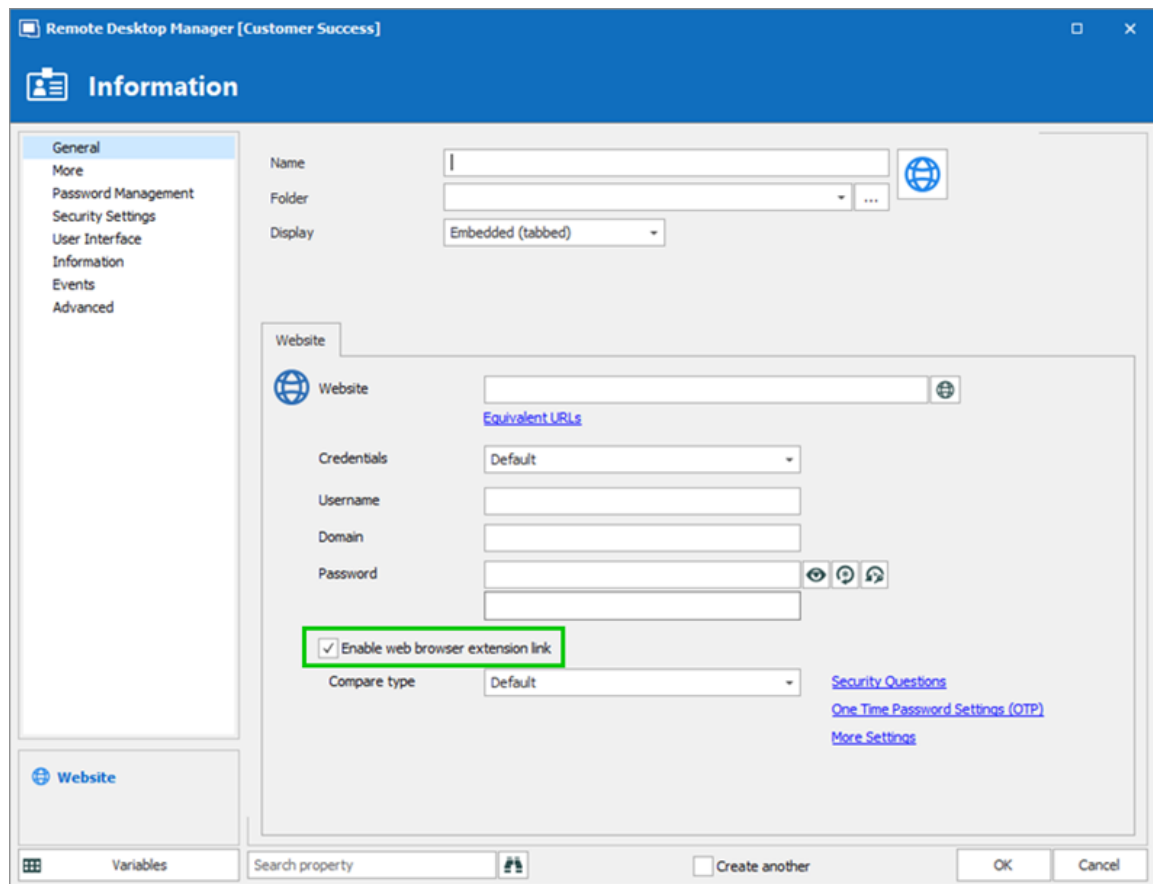 Remote Desktop Manager [Customer Success]
Information
General
More
Password Management
Security Settings
User Interface
Information
Events
Advanced
Name
Folder
...
Display
Embedded (tabbed)
Website
Website
Equivalent URLs
Credentials
Default
Username
Domain
Password
Enable web browser extension link
Compare type
Default
Security Questions
One Time Password Settings (OTP)
More Settings
Website
Variables
Search property
Create another
OK
Cancel